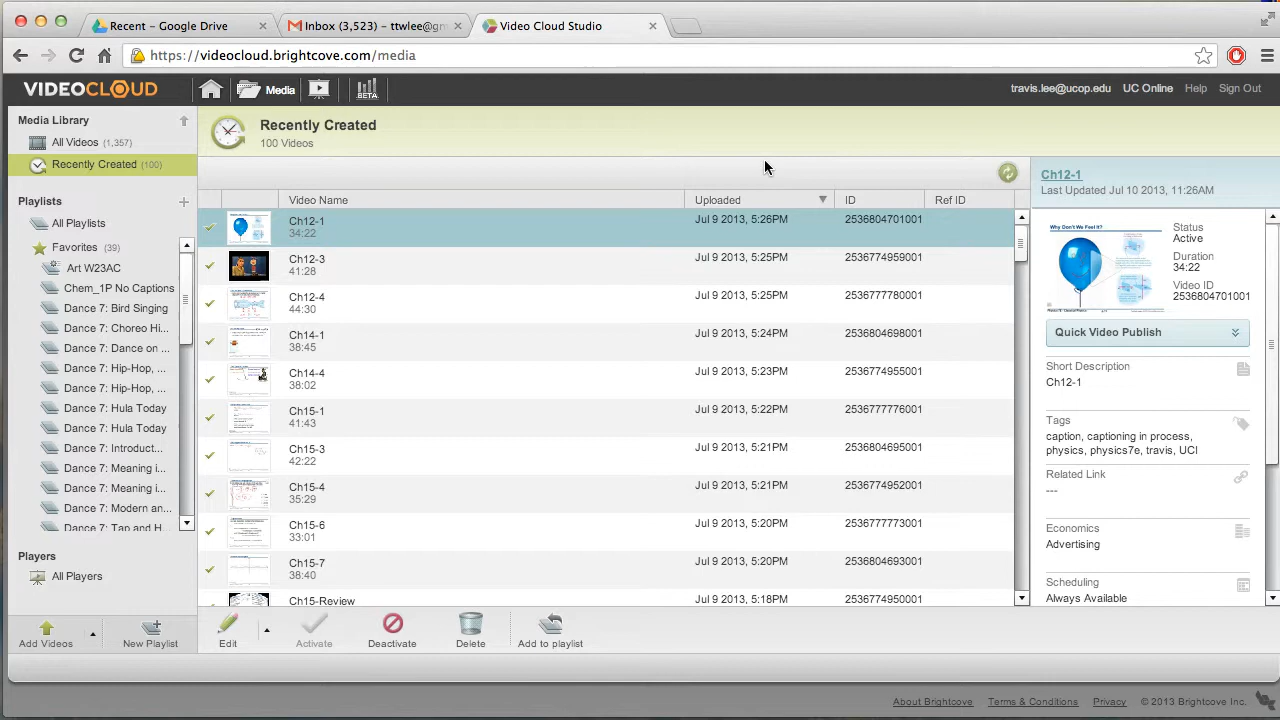 Recent – Google Drive
Inbox (3,523) – ttwlee@gm
Video Cloud Studio
https://videocloud.brightcove.com/media
VIDEOCLOUD
Media
BETA
travis.lee@ucop.edu UC Online Help Sign Out
Media Library
All Videos (1,357)
Recently Created (100)
Playlists
All Playlists
Favorites (39)
Art W23AC
Chem_1P No Captions
Dance 7: Bird Singing
Dance 7: Choreo Hi...
Dance 7: Dance on ...
Dance 7: Hip-Hop, ...
Dance 7: Hip-Hop, ...
Dance 7: Hula Today
Dance 7: Hula Today
Dance 7: Introduct...
Dance 7: Meaning i...
Dance 7: Meaning i...
Dance 7: Modern an...
Dance 7: Tap and H...
Players
All Players
Add Videos
New Playlist
Recently Created
100 Videos
Video Name Uploaded ID Ref ID
Ch12-1 Jul 9 2013, 5:26PM 2536804701001
34:22
Ch12-3 Jul 9 2013, 5:25PM 2536774959001
41:28
Ch12-4 Jul 9 2013, 5:25PM 2536777780001
44:30
Ch14-1 Jul 9 2013, 5:24PM 2536804698001
38:45
Ch14-4 Jul 9 2013, 5:23PM 2536774955001
38:02
Ch15-1 Jul 9 2013, 5:22PM 2536777776001
41:43
Ch15-3 Jul 9 2013, 5:21PM 2536804695001
42:22
Ch15-4 Jul 9 2013, 5:21PM 2536774952001
35:29
Ch15-6 Jul 9 2013, 5:20PM 2536777773001
33:01
Ch15-7 Jul 9 2013, 5:20PM 2536804693001
38:40
Ch15-Review Jul 9 2013, 5:18PM 2536774950001
Edit
Activate
Deactivate
Delete
Add to playlist
Ch12-1
Last Updated Jul 10 2013, 11:26AM
Why Don't We Feel It?
Status
Active
Duration
34:22
Video ID
2536804701001
Quick Video Publish
Short Description
Ch12-1
Tags
caption, captioning in process,
physics, physics7e, travis, UCI
Related Link
---
Economics
Advertising
Scheduling
Always Available
About Brightcove Terms & Conditions Privacy © 2013 Brightcove Inc.